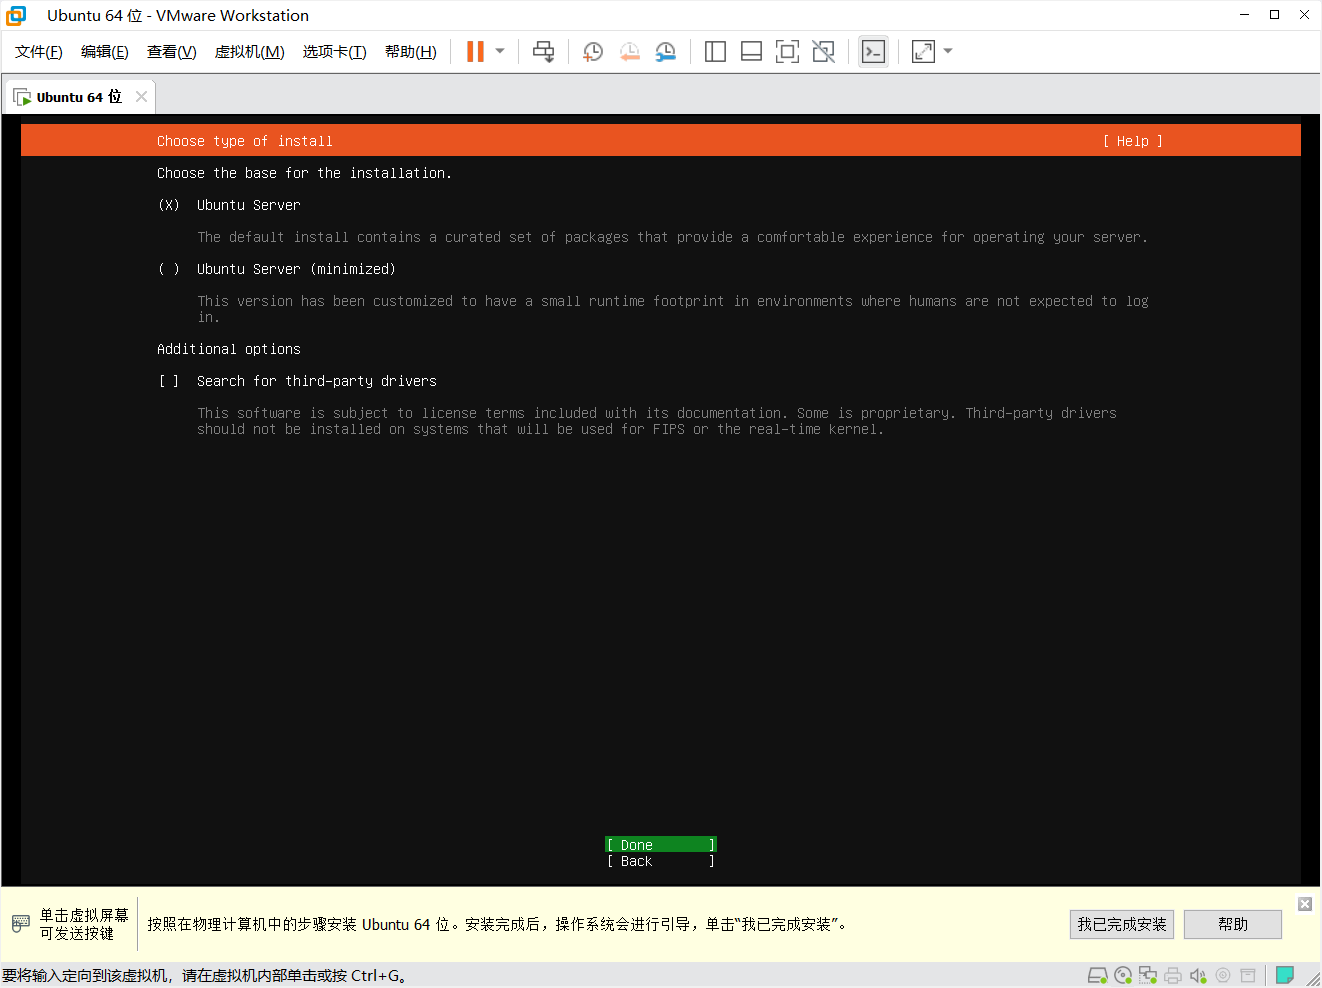 Ubuntu 64 位 - VMware Workstation
文件(F) 编辑(E) 查看(V) 虚拟机(M) 选项卡(T) 帮助(H)
Ubuntu 64 位
Choose type of install [ Help ]
Choose the base for the installation.
(X) Ubuntu Server
The default install contains a curated set of packages that provide a comfortable experience for operating your server.
( ) Ubuntu Server (minimized)
This version has been customized to have a small runtime footprint in environments where humans are not expected to log
in.
Additional options
[ ] Search for third-party drivers
This software is subject to license terms included with its documentation. Some is proprietary. Third-party drivers
should not be installed on systems that will be used for FIPS or the real-time kernel.
[ Done ]
[ Back ]
单击虚拟屏幕
可发送按键
按照在物理计算机中的步骤安装 Ubuntu 64 位。安装完成后，操作系统会进行引导，单击“我已完成安装”。
我已完成安装 帮助
要将输入定向到该虚拟机，请在虚拟机内部单击或按 Ctrl+G。